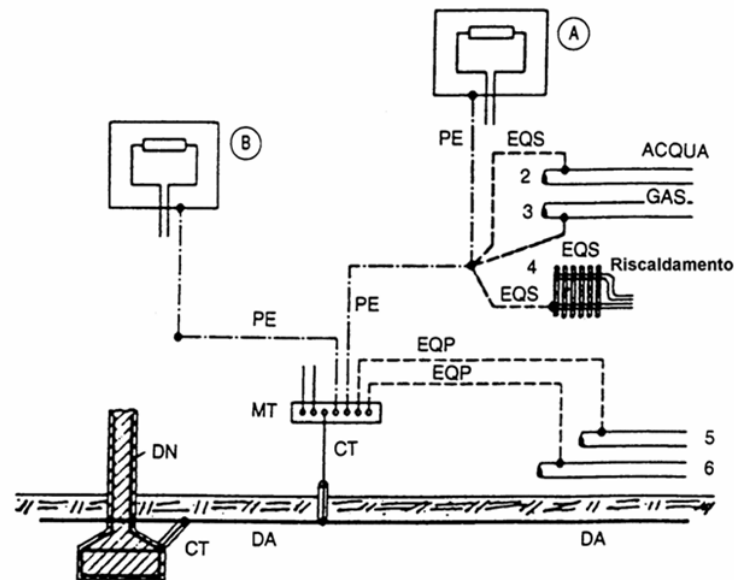 A
B
PE
EQS
ACQUA
2
3
GAS
EQS
4
Riscaldamento
EQS
PE
PE
EQP
EQP
MT
CT
5
6
DN
CT
DA
DA